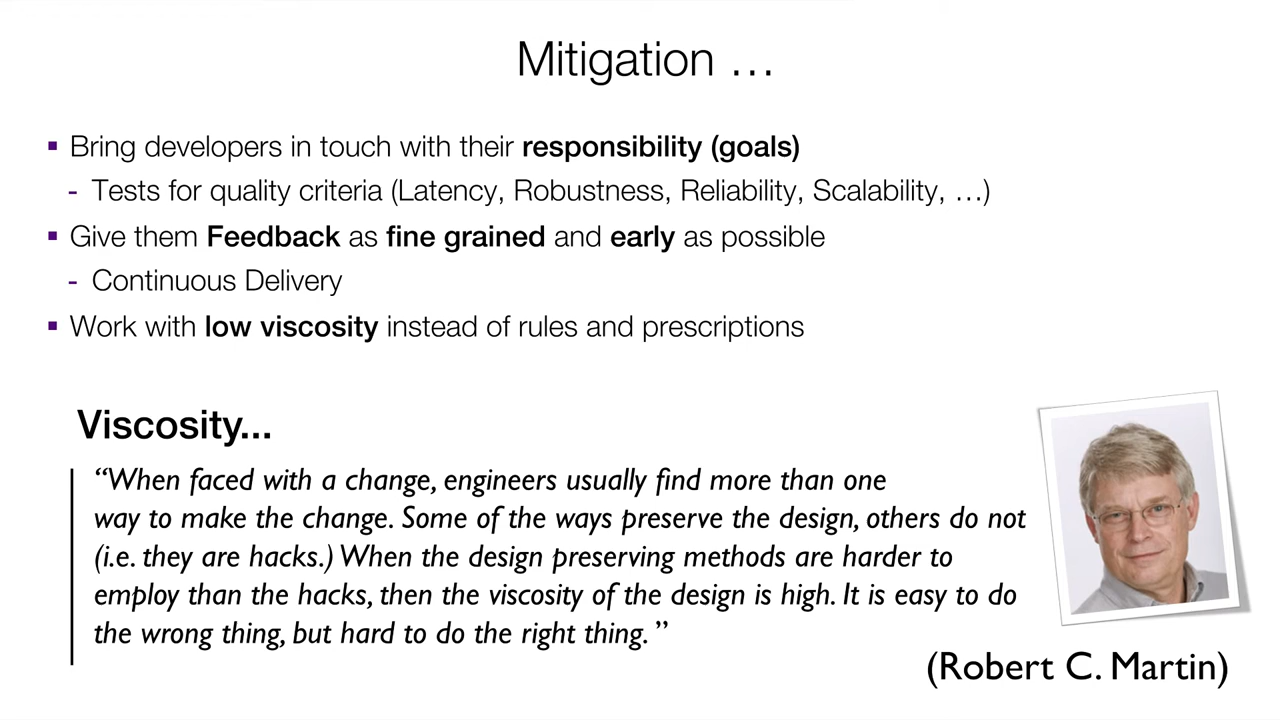 Mitigation …
▪ Bring developers in touch with their responsibility (goals)
- Tests for quality criteria (Latency, Robustness, Reliability, Scalability, …)
▪ Give them Feedback as fine grained and early as possible
- Continuous Delivery
▪ Work with low viscosity instead of rules and prescriptions
Viscosity...
“When faced with a change, engineers usually find more than one
way to make the change. Some of the ways preserve the design, others do not
(i.e. they are hacks.) When the design preserving methods are harder to
employ than the hacks, then the viscosity of the design is high. It is easy to do
the wrong thing, but hard to do the right thing. ”
(Robert C. Martin)